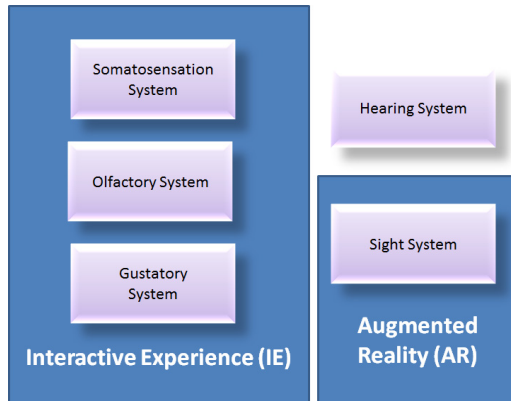 Somatosensation
System
Olfactory System
Gustatory
System
Interactive Experience (IE)
Hearing System
Sight System
Augmented
Reality (AR)